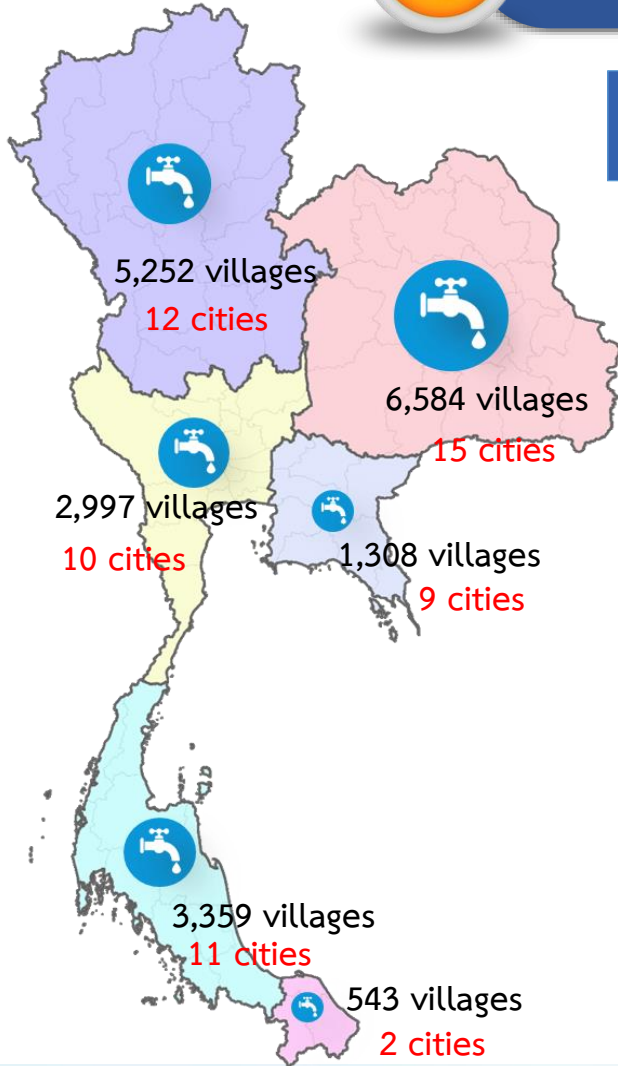 5,252 villages
12 cities
6,584 villages
15 cities
2,997 villages
10 cities
1,308 villages
9 cities
3,359 villages
11 cities
543 villages
2 cities